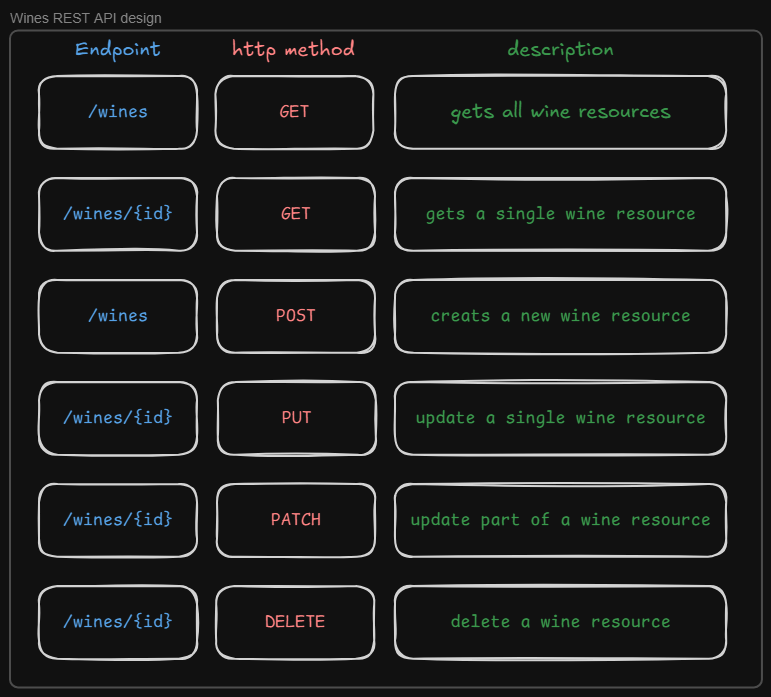 Wines REST API design
Endpoint http method description
/wines GET gets all wine resources
/wines/{id} GET gets a single wine resource
/wines POST creats a new wine resource
/wines/{id} PUT update a single wine resource
/wines/{id} PATCH update part of a wine resource
/wines/{id} DELETE delete a wine resource